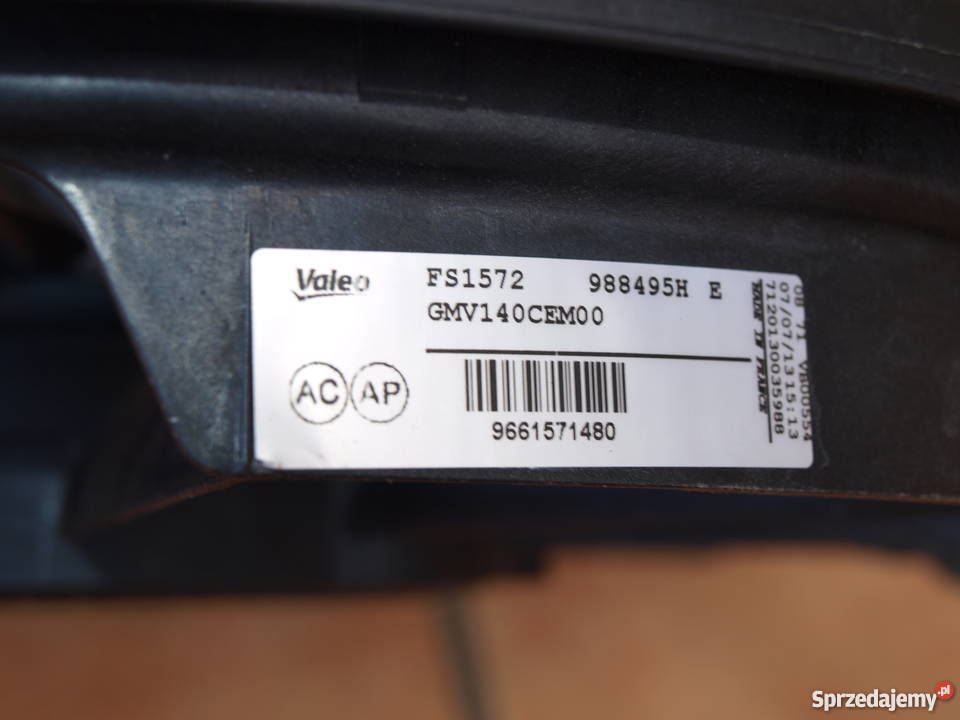 Valeo FS1572 988495H E
GMV140CEM00
AC AP
9661571480
MADE IN FRANCE
08 71 VB00554
07/07/13 15:13
7120130035988
Sprzedajemy.pl